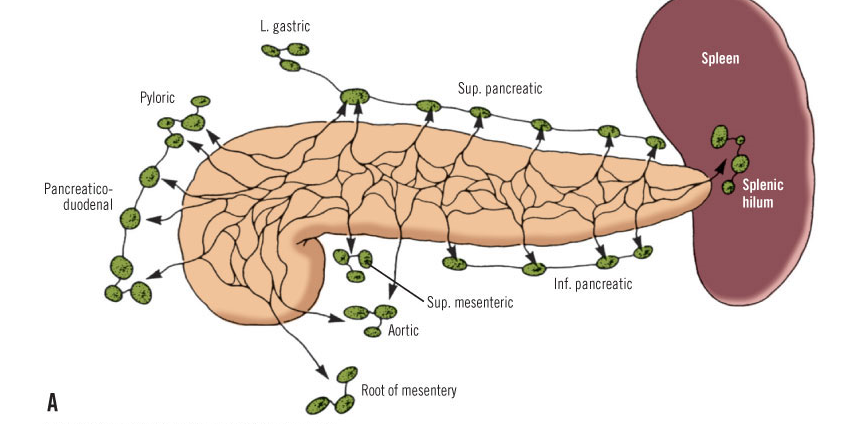 L. gastric
Spleen
Sup. pancreatic
Pyloric
Pancreatico-
duodenal
Splenic
hilum
Inf. pancreatic
Sup. mesenteric
Aortic
Root of mesentery
A